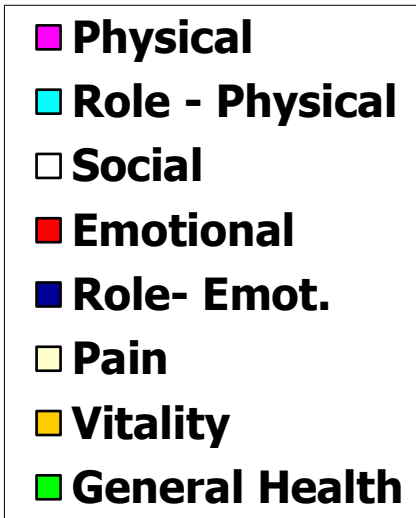 Physical
Role - Physical
Social
Emotional
Role- Emot.
Pain
Vitality
General Health